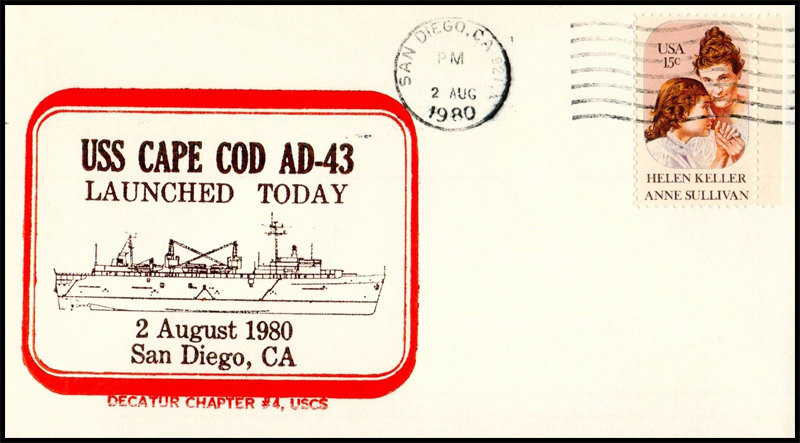 SAN DIEGO, CA
PM
2 AUG
1980
USA
15c
HELEN KELLER
ANNE SULLIVAN
USS CAPE COD AD-43
LAUNCHED TODAY
2 August 1980
San Diego, CA
DECATUR CHAPTER #4, USCS